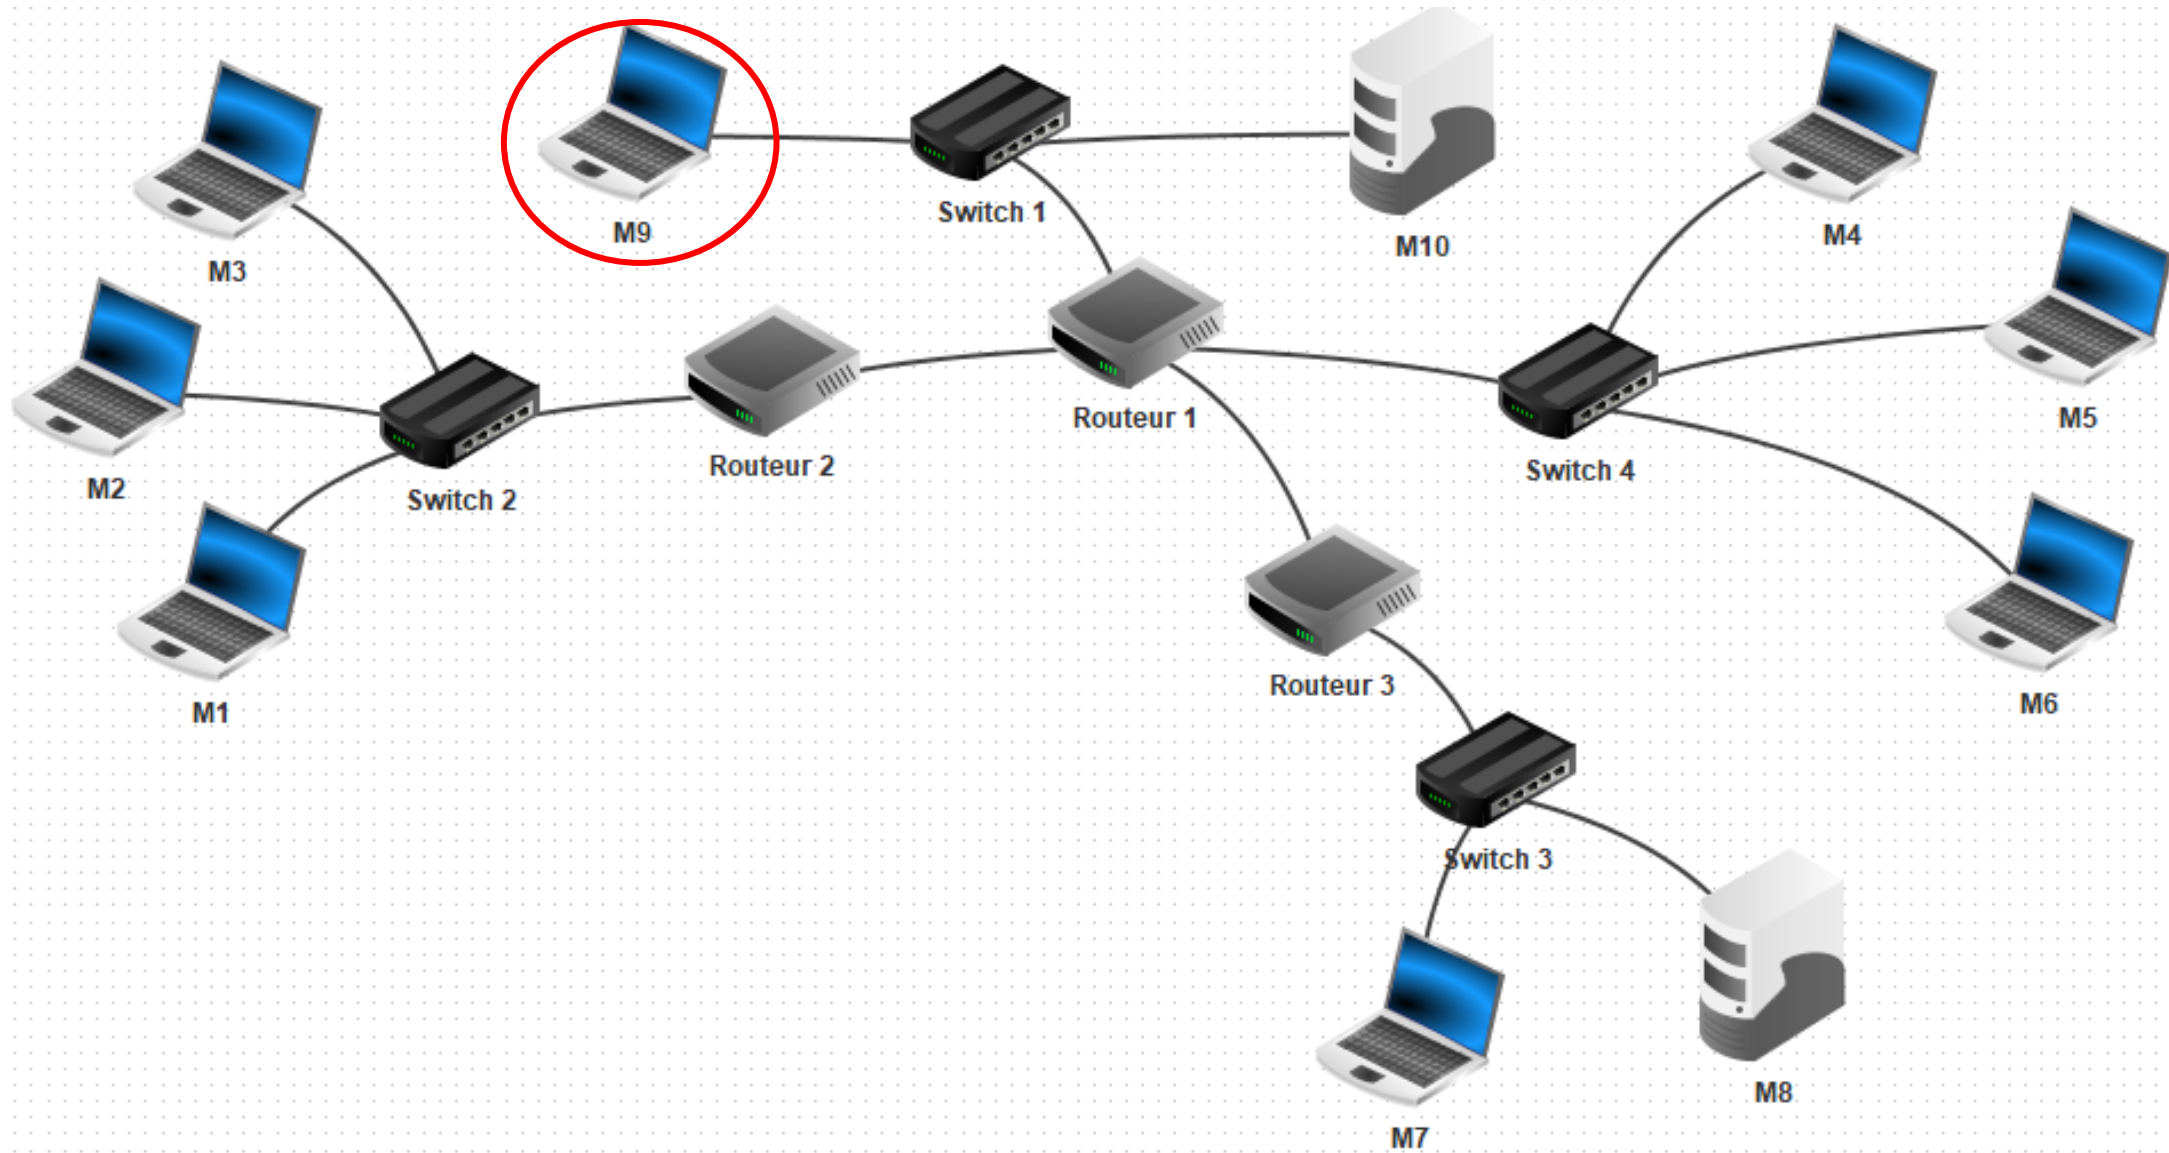 M9
Switch 1
M10
M4
M3
M5
Routeur 1
Routeur 2
Switch 4
M2
Switch 2
Routeur 3
M6
M1
Switch 3
M8
M7